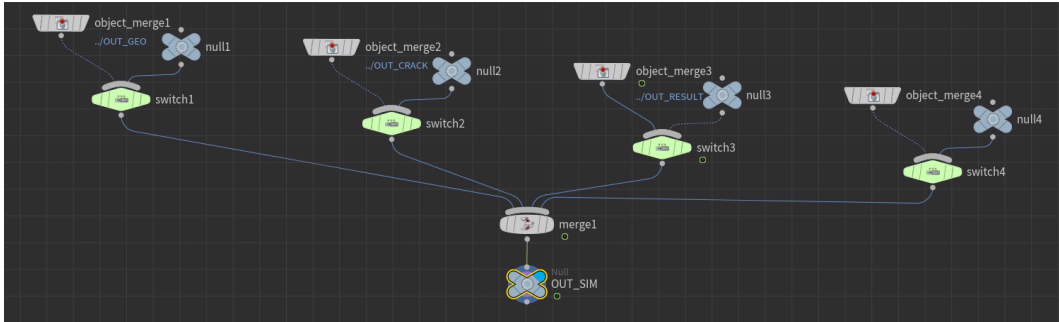 object_merge1
null1
../OUT_GEO
switch1
object_merge2
../OUT_CRACK
null2
switch2
object_merge3
../OUT_RESULT
null3
switch3
object_merge4
null4
switch4
merge1
Null
OUT_SIM